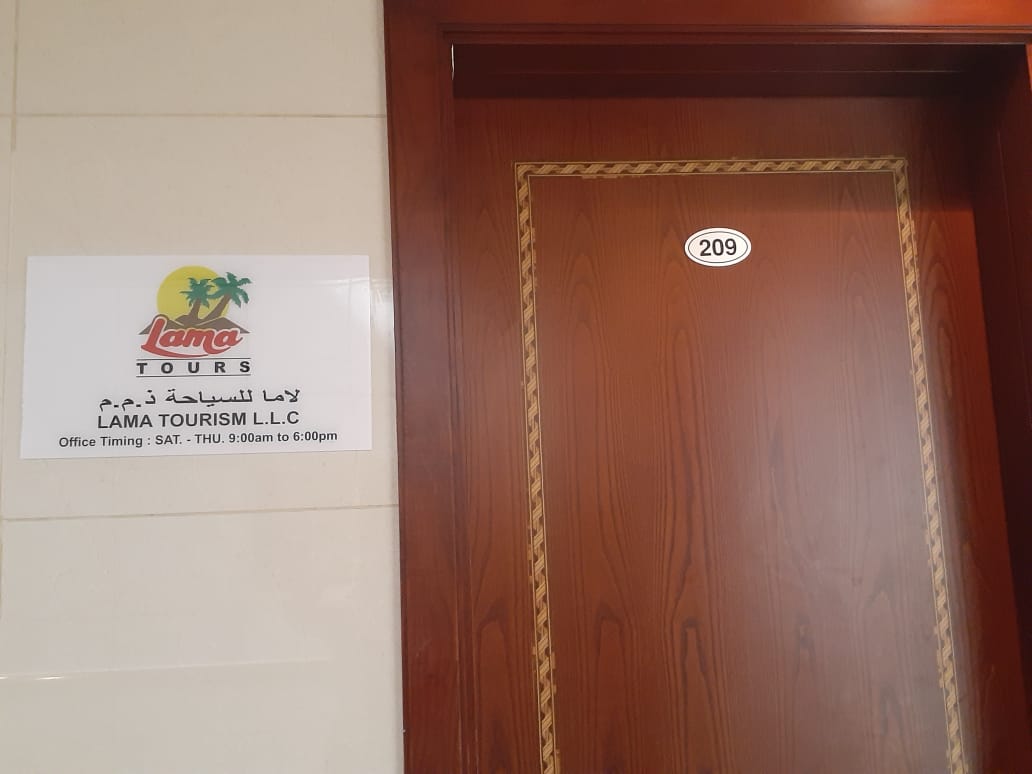 Lama
TOURS
لاما للسياحة ذ.م.م
LAMA TOURISM L.L.C
Office Timing : SAT. - THU. 9:00am to 6:00pm
209